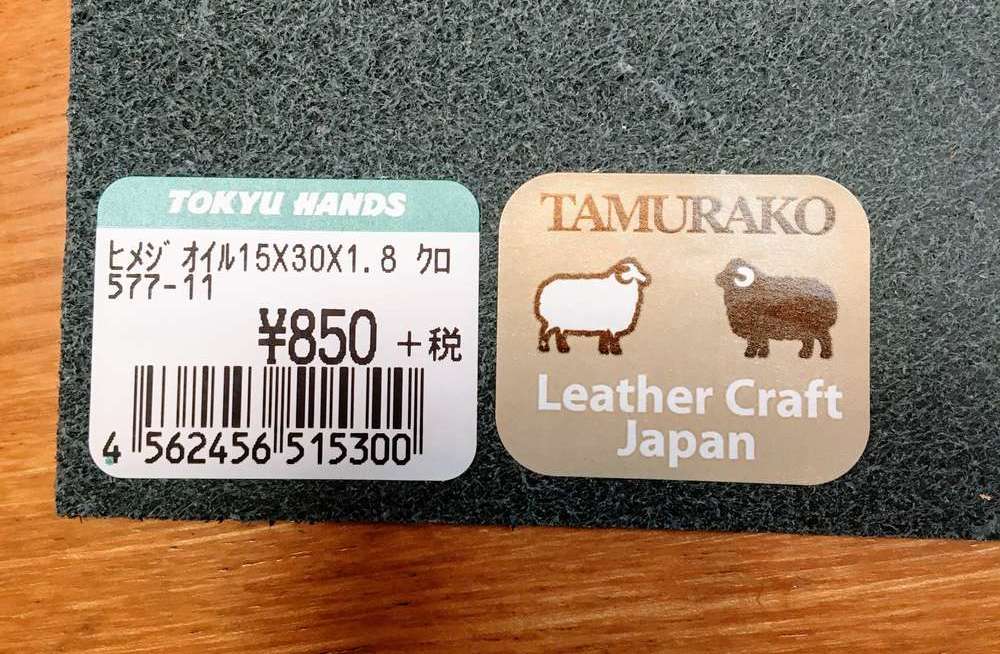 TOKYU HANDS
ﾋﾒｼﾞ ｵｲﾙ15X30X1.8 ｸﾛ
577-11
¥850 +税
4 562456 515300
TAMURAKO
Leather Craft
Japan